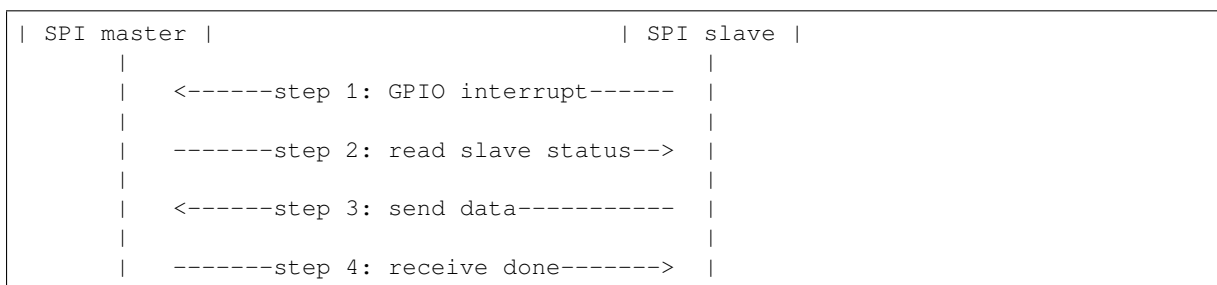 | SPI master |                                 | SPI slave |
      |                                               |
      |   <------step 1: GPIO interrupt------  |
      |                                               |
      |   -------step 2: read slave status-->  |
      |                                               |
      |   <------step 3: send data-----------  |
      |                                               |
      |   -------step 4: receive done------->  |